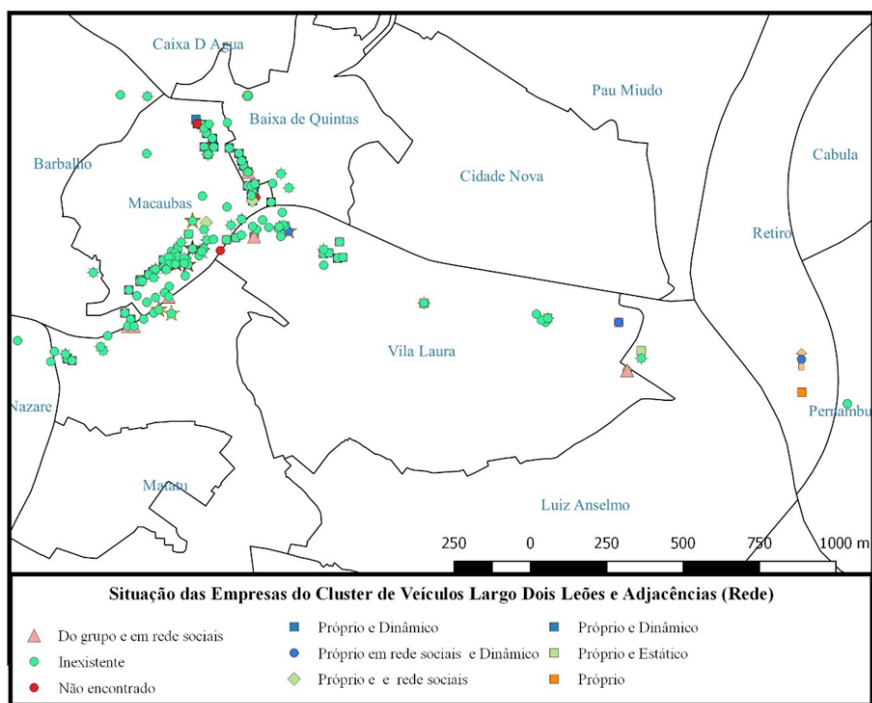 Caixa D Agua
Pau Miudo
Baixa de Quintas
Cabula
Barbalho
Cidade Nova
Macaubas
Retiro
Vila Laura
Nazare
Pernambu
Matatu
Luiz Anselmo
250 0 250 500 750 1000 m
Situação das Empresas do Cluster de Veículos Largo Dois Leões e Adjacências (Rede)
Do grupo e em rede sociais
Inexistente
Não encontrado
Próprio e Dinâmico
Próprio em rede sociais e Dinâmico
Próprio e e rede sociais
Próprio e Dinâmico
Próprio e Estático
Próprio